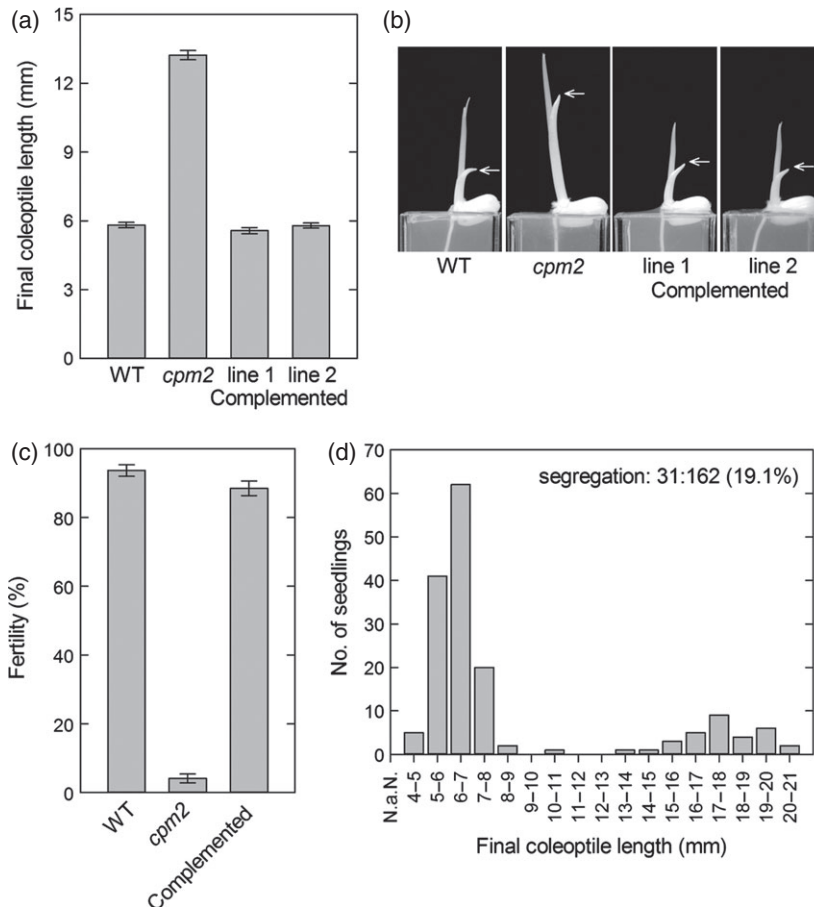 (a)
15
12
9
6
3
0
Final coleoptile length (mm)
WT cpm2 line 1 line 2
Complemented
(b)
WT cpm2 line 1 line 2
Complemented
(c)
100
80
60
40
20
0
Fertility (%)
WT
cpm2
Complemented
(d)
70
60
50
40
30
20
10
0
No. of seedlings
segregation: 31:162 (19.1%)
N.a.N.
4–5
5–6
6–7
7–8
8–9
9–10
10–11
11–12
12–13
13–14
14–15
15–16
16–17
17–18
18–19
19–20
20–21
Final coleoptile length (mm)